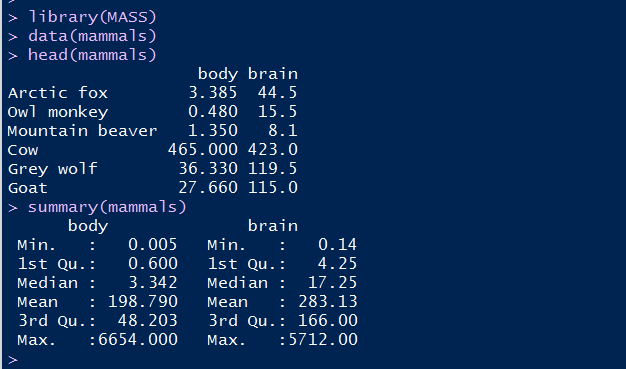 >
> library(MASS)
> data(mammals)
> head(mammals)
                   body brain
Arctic fox        3.385  44.5
Owl monkey        0.480  15.5
Mountain beaver   1.350   8.1
Cow             465.000 423.0
Grey wolf        36.330 119.5
Goat             27.660 115.0
> summary(mammals)
      body              brain
 Min.   :   0.005   Min.   :   0.14
 1st Qu.:   0.600   1st Qu.:   4.25
 Median :   3.342   Median :  17.25
 Mean   : 198.790   Mean   : 283.13
 3rd Qu.:  48.203   3rd Qu.: 166.00
 Max.   :6654.000   Max.   :5712.00
>